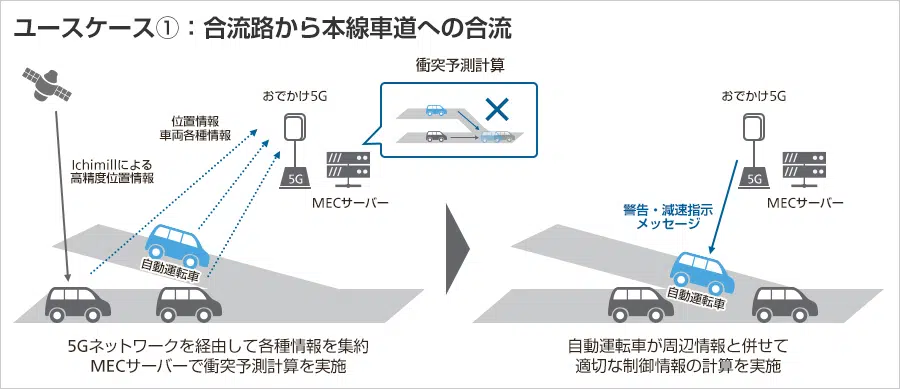 ユースケース①：合流路から本線車道への合流
衝突予測計算
おでかけ5G
位置情報
車両各種情報
Ichimillによる
高精度位置情報
5G
MECサーバー
自動運転車
5Gネットワークを経由して各種情報を集約
MECサーバーで衝突予測計算を実施
おでかけ5G
5G
MECサーバー
警告・減速指示
メッセージ
自動運転車
自動運転車が周辺情報と併せて
適切な制御情報の計算を実施